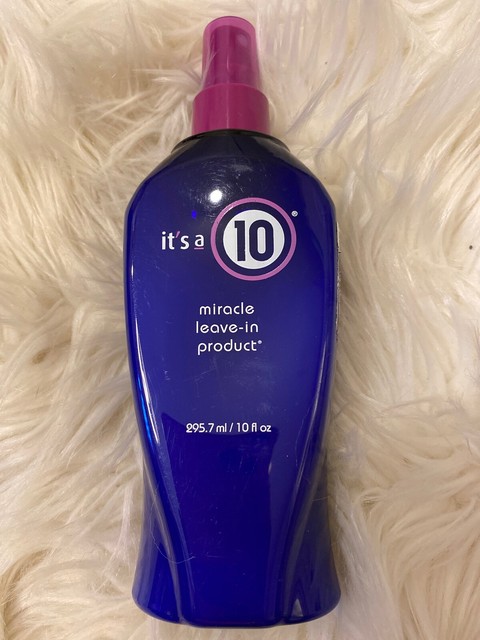 it's a 10®
miracle
leave-in
product*
295.7 ml / 10 fl oz